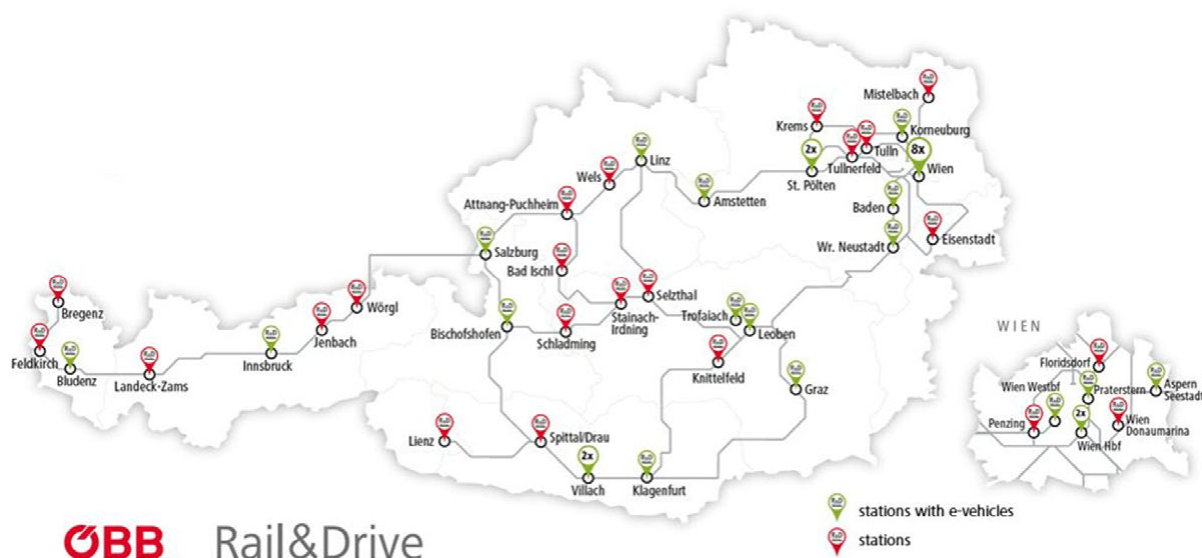 Mistelbach
Krems
Korneuburg
Tulln
2x
8x
Tullnerfeld
Wien
Linz
St. Pölten
Wels
Amstetten
Attnang-Puchheim
Baden
Salzburg
Wr. Neustadt
Eisenstadt
Bad Ischl
Selzthal
Wörgl
Bregenz
Stainach-
Irdning
Trofaiach
Leoben
Bischofshofen
Schladming
Jenbach
Feldkirch
Bludenz
Innsbruck
Landeck-Zams
Knittelfeld
Graz
Lienz
Spittal/Drau
2x
Villach
Klagenfurt
WIEN
Floridsdorf
Wien Westbf
Praterstern
Aspern
Seestadt
Penzing
2x
Wien
Donaumarina
Wien Hbf
stations with e-vehicles
stations
ÖBB Rail&Drive